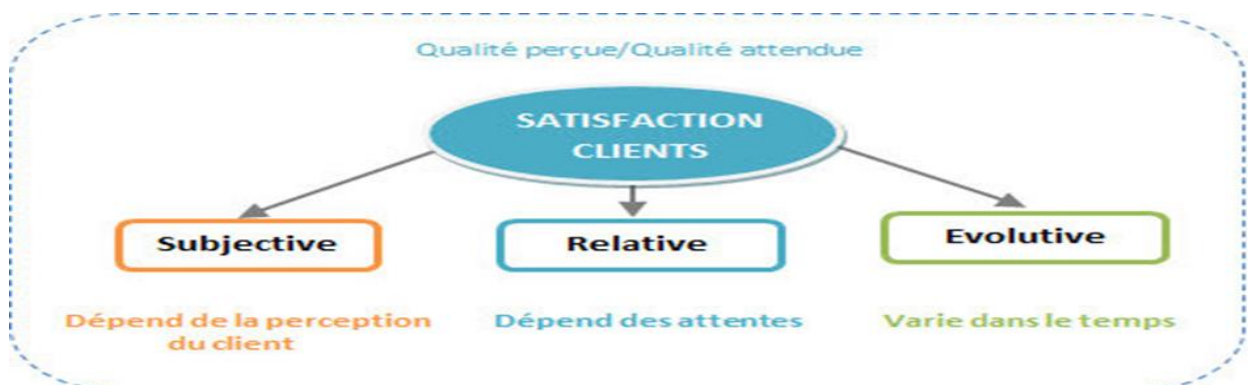 Qualité perçue/Qualité attendue
SATISFACTION
CLIENTS
Subjective
Relative
Evolutive
Dépend de la perception
du client
Dépend des attentes
Varie dans le temps